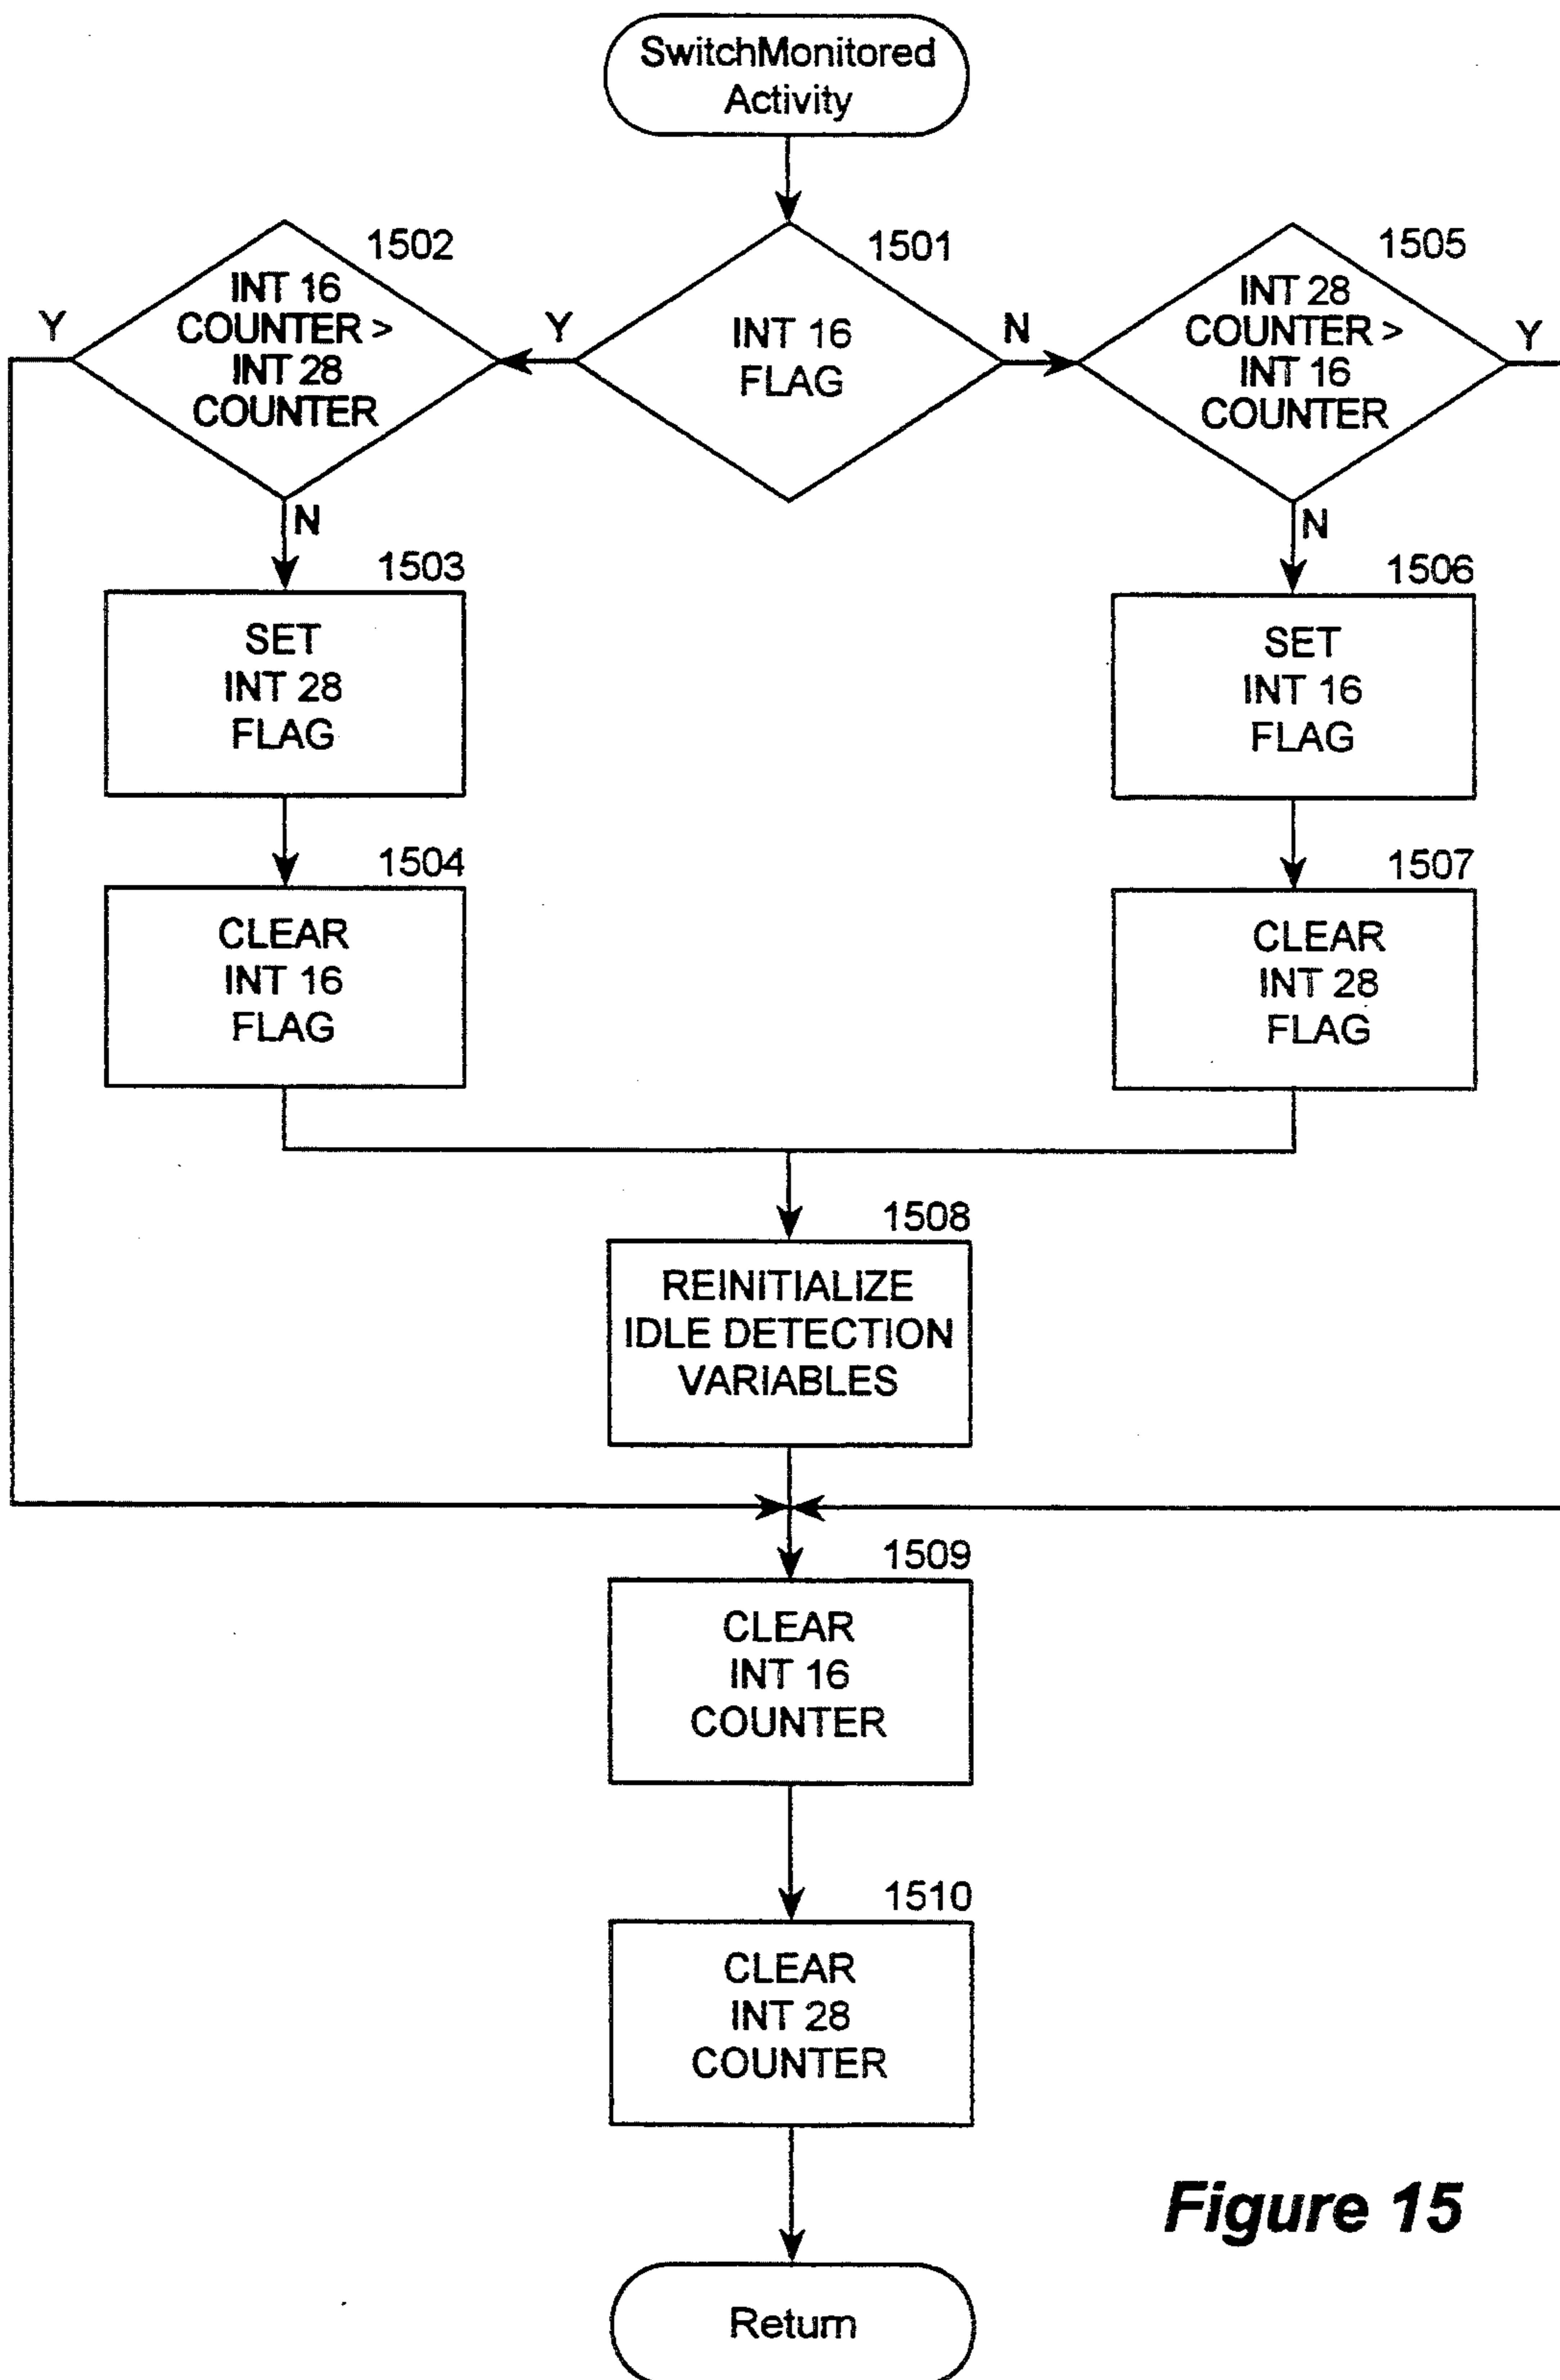 SwitchMonitored
Activity
1502
INT 16
COUNTER >
INT 28
COUNTER
Y
N
1501
INT 16
FLAG
Y
N
1505
INT 28
COUNTER >
INT 16
COUNTER
Y
N
1503
SET
INT 28
FLAG
1506
SET
INT 16
FLAG
1504
CLEAR
INT 16
FLAG
1507
CLEAR
INT 28
FLAG
1508
REINITIALIZE
IDLE DETECTION
VARIABLES
1509
CLEAR
INT 16
COUNTER
1510
CLEAR
INT 28
COUNTER
Figure 15
Return